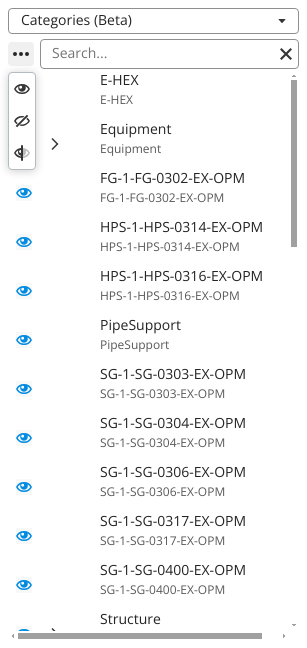 Categories (Beta)
Search...
E-HEX
E-HEX
Equipment
Equipment
FG-1-FG-0302-EX-OPM
FG-1-FG-0302-EX-OPM
HPS-1-HPS-0314-EX-OPM
HPS-1-HPS-0314-EX-OPM
HPS-1-HPS-0316-EX-OPM
HPS-1-HPS-0316-EX-OPM
PipeSupport
PipeSupport
SG-1-SG-0303-EX-OPM
SG-1-SG-0303-EX-OPM
SG-1-SG-0304-EX-OPM
SG-1-SG-0304-EX-OPM
SG-1-SG-0306-EX-OPM
SG-1-SG-0306-EX-OPM
SG-1-SG-0317-EX-OPM
SG-1-SG-0317-EX-OPM
SG-1-SG-0400-EX-OPM
SG-1-SG-0400-EX-OPM
Structure